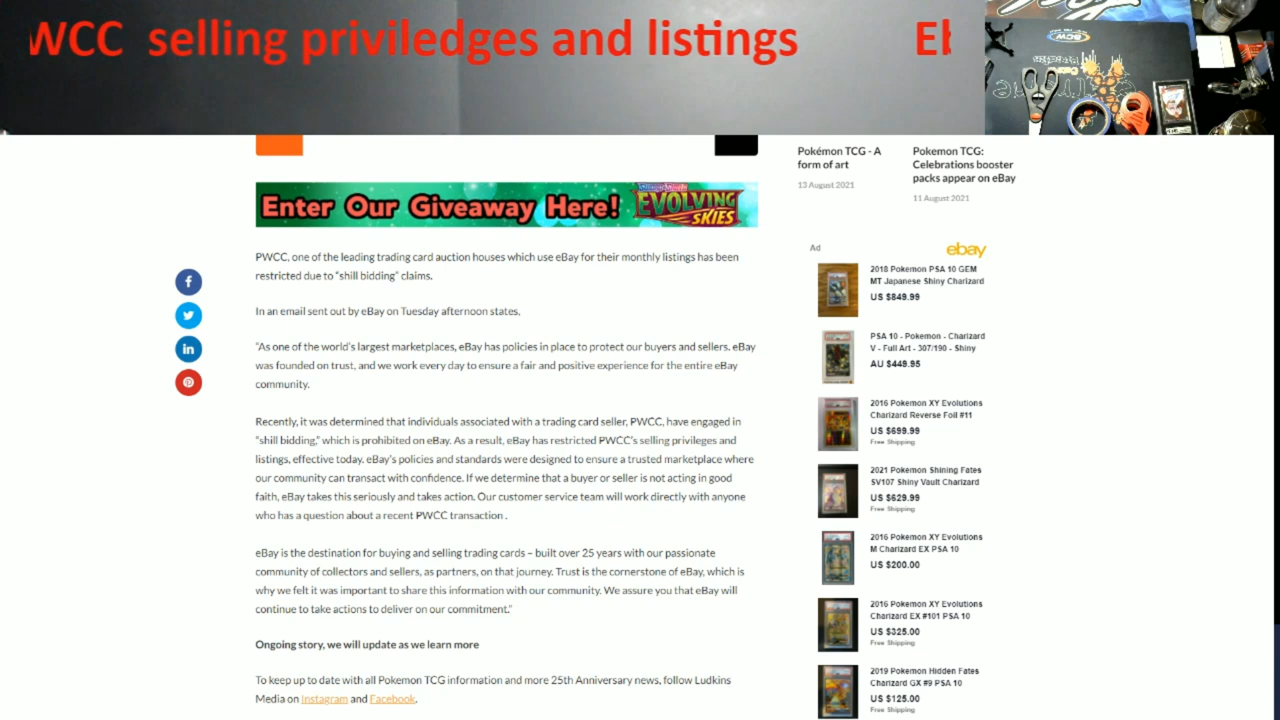 WCC selling priviledges and listings
Eb
Enter Our Giveaway Here!
EVOLVING
SKIES
PWCC, one of the leading trading card auction houses which use eBay for their monthly listings has been
restricted due to “shill bidding” claims.
In an email sent out by eBay on Tuesday afternoon states.
“As one of the world's largest marketplaces, eBay has policies in place to protect our buyers and sellers. eBay
was founded on trust, and we work every day to ensure a fair and positive experience for the entire eBay
community.
Recently, it was determined that individuals associated with a trading card seller, PWCC, have engaged in
“shill bidding,” which is prohibited on eBay. As a result, eBay has restricted PWCC's selling privileges and
listings, effective today. eBay's policies and standards were designed to ensure a trusted marketplace where
our community can transact with confidence. If we determine that a buyer or seller is not acting in good
faith, eBay takes this seriously and takes action. Our customer service team will work directly with anyone
who has a question about a recent PWCC transaction .
eBay is the destination for buying and selling trading cards – built over 25 years with our passionate
community of collectors and sellers, as partners, on that journey. Trust is the cornerstone of eBay, which is
why we felt it was important to share this information with our community. We assure you that eBay will
continue to take actions to deliver on our commitment.”
Ongoing story, we will update as we learn more
To keep up to date with all Pokemon TCG information and more 25th Anniversary news, follow Ludkins
Media on Instagram and Facebook.
Pokémon TCG - A
form of art
13 August 2021
Pokemon TCG:
Celebrations booster
packs appear on eBay
11 August 2021
Ad
ebay
2018 Pokemon PSA 10 GEM
MT Japanese Shiny Charizard
US $849.99
PSA 10 - Pokemon - Charizard
V - Full Art - 307/190 - Shiny
AU $449.95
2016 Pokemon XY Evolutions
Charizard Reverse Foil #11
US $699.99
Free Shipping
2021 Pokemon Shining Fates
SV107 Shiny Vault Charizard
US $629.99
Free Shipping
2016 Pokemon XY Evolutions
M Charizard EX PSA 10
US $200.00
2016 Pokemon XY Evolutions
Charizard EX #101 PSA 10
US $325.00
Free Shipping
2019 Pokemon Hidden Fates
Charizard GX #9 PSA 10
US $125.00
Free Shipping